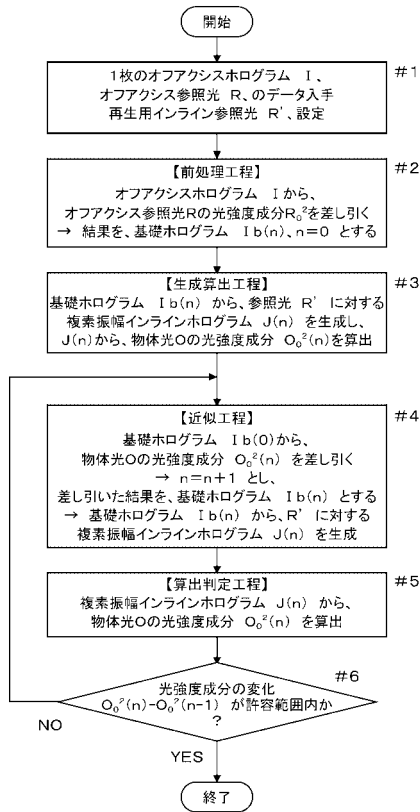 開始
#1
1枚のオフアクシスホログラム I、
オフアクシス参照光 R、のデータ入手
再生用インライン参照光 R'、設定
#2
【前処理工程】
オフアクシスホログラム Iから、
オフアクシス参照光Rの光強度成分R₀²を差し引く
→ 結果を、基礎ホログラム Ib(n)、n=0 とする
#3
【生成算出工程】
基礎ホログラム Ib(n) から、参照光 R' に対する
複素振幅インラインホログラム J(n) を生成し、
J(n)から、物体光Oの光強度成分 O₀²(n)を算出
#4
【近似工程】
基礎ホログラム Ib(0)から、
物体光Oの光強度成分 O₀²(n) を差し引く
→ n=n+1 とし、
差し引いた結果を、基礎ホログラム Ib(n) とする
→ 基礎ホログラム Ib(n) から、R' に対する
複素振幅インラインホログラム J(n) を生成
#5
【算出判定工程】
複素振幅インラインホログラム J(n) から、
物体光Oの光強度成分 O₀²(n) を算出
#6
光強度成分の変化
O₀²(n)-O₀²(n-1) が許容範囲内か
?
NO
YES
終了